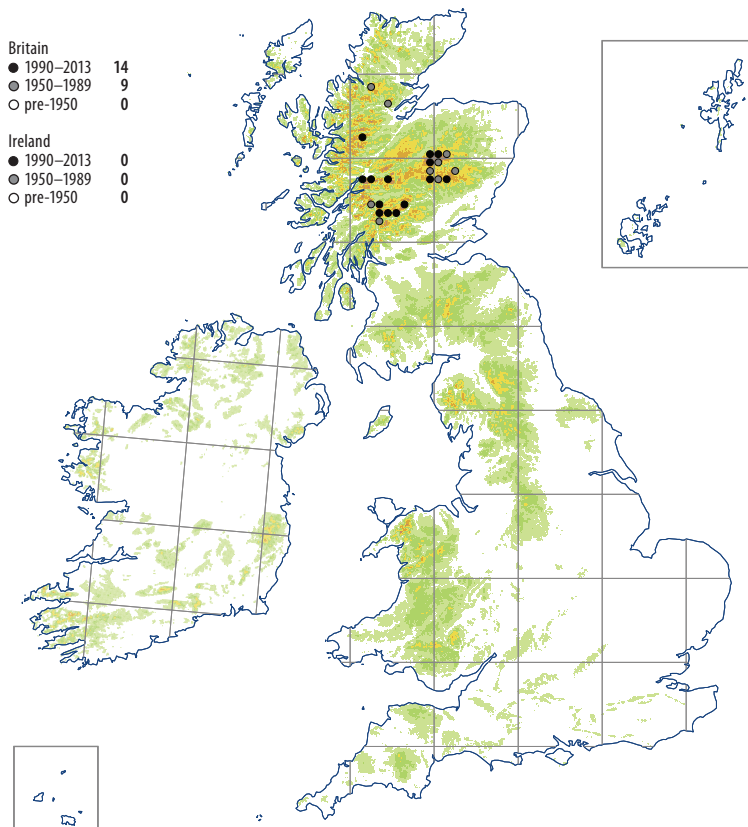 Britain
● 1990–2013 14
● 1950–1989 9
○ pre-1950 0
Ireland
● 1990–2013 0
● 1950–1989 0
○ pre-1950 0